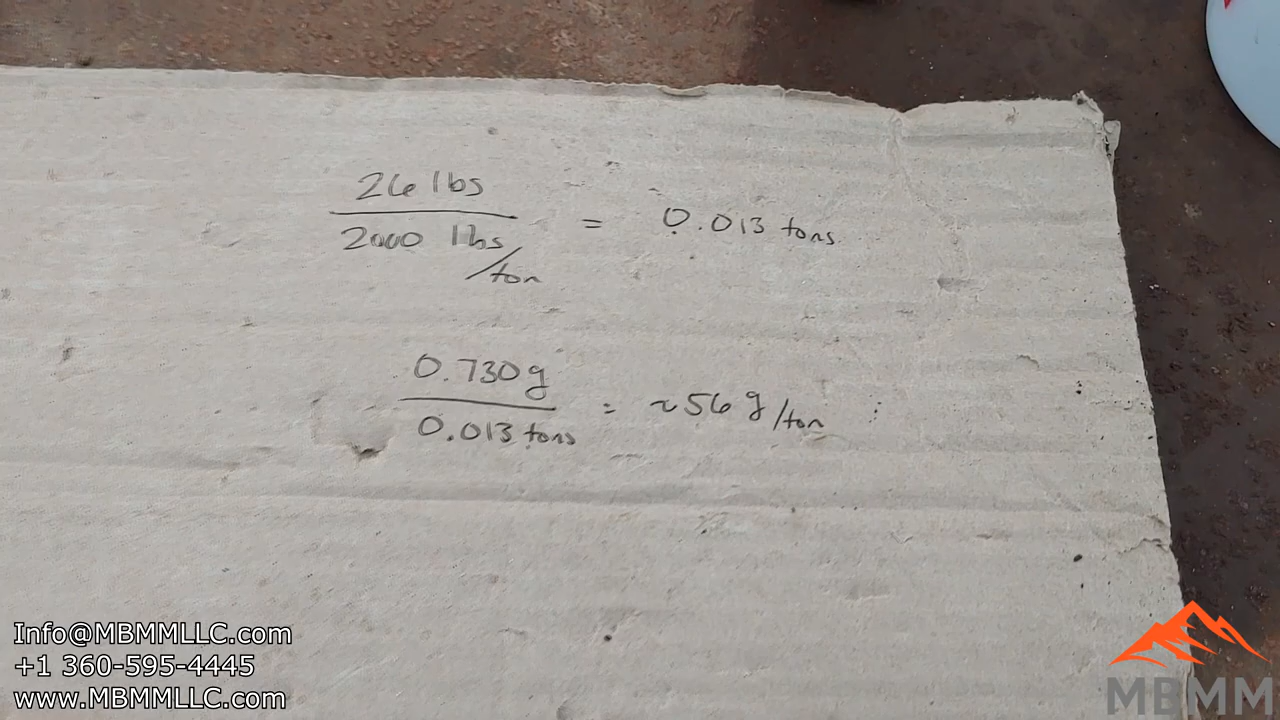 26 lbs
2000 lbs/ton
= 0.013 tons
0.730 g
0.013 tons
= ~56 g/ton
Info@MBMMLLC.com
+1 360-595-4445
www.MBMMLLC.com
MBMM